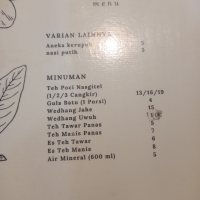 menu
VARIAN LAINNYA
Aneka kerupuk 5
nasi putih 5
MINUMAN
Teh Poci Nasgitel
(1/2/3 Cangkir) 13/16/19
Gula Batu (1 Porsi) 4
Wedhang Jahe 15
Wedhang Uwuh
Teh Tawar Panas 5
Teh Manis Panas 7
Es Teh Tawar 6
Es Teh Manis 8
Air Mineral (600 ml) 5